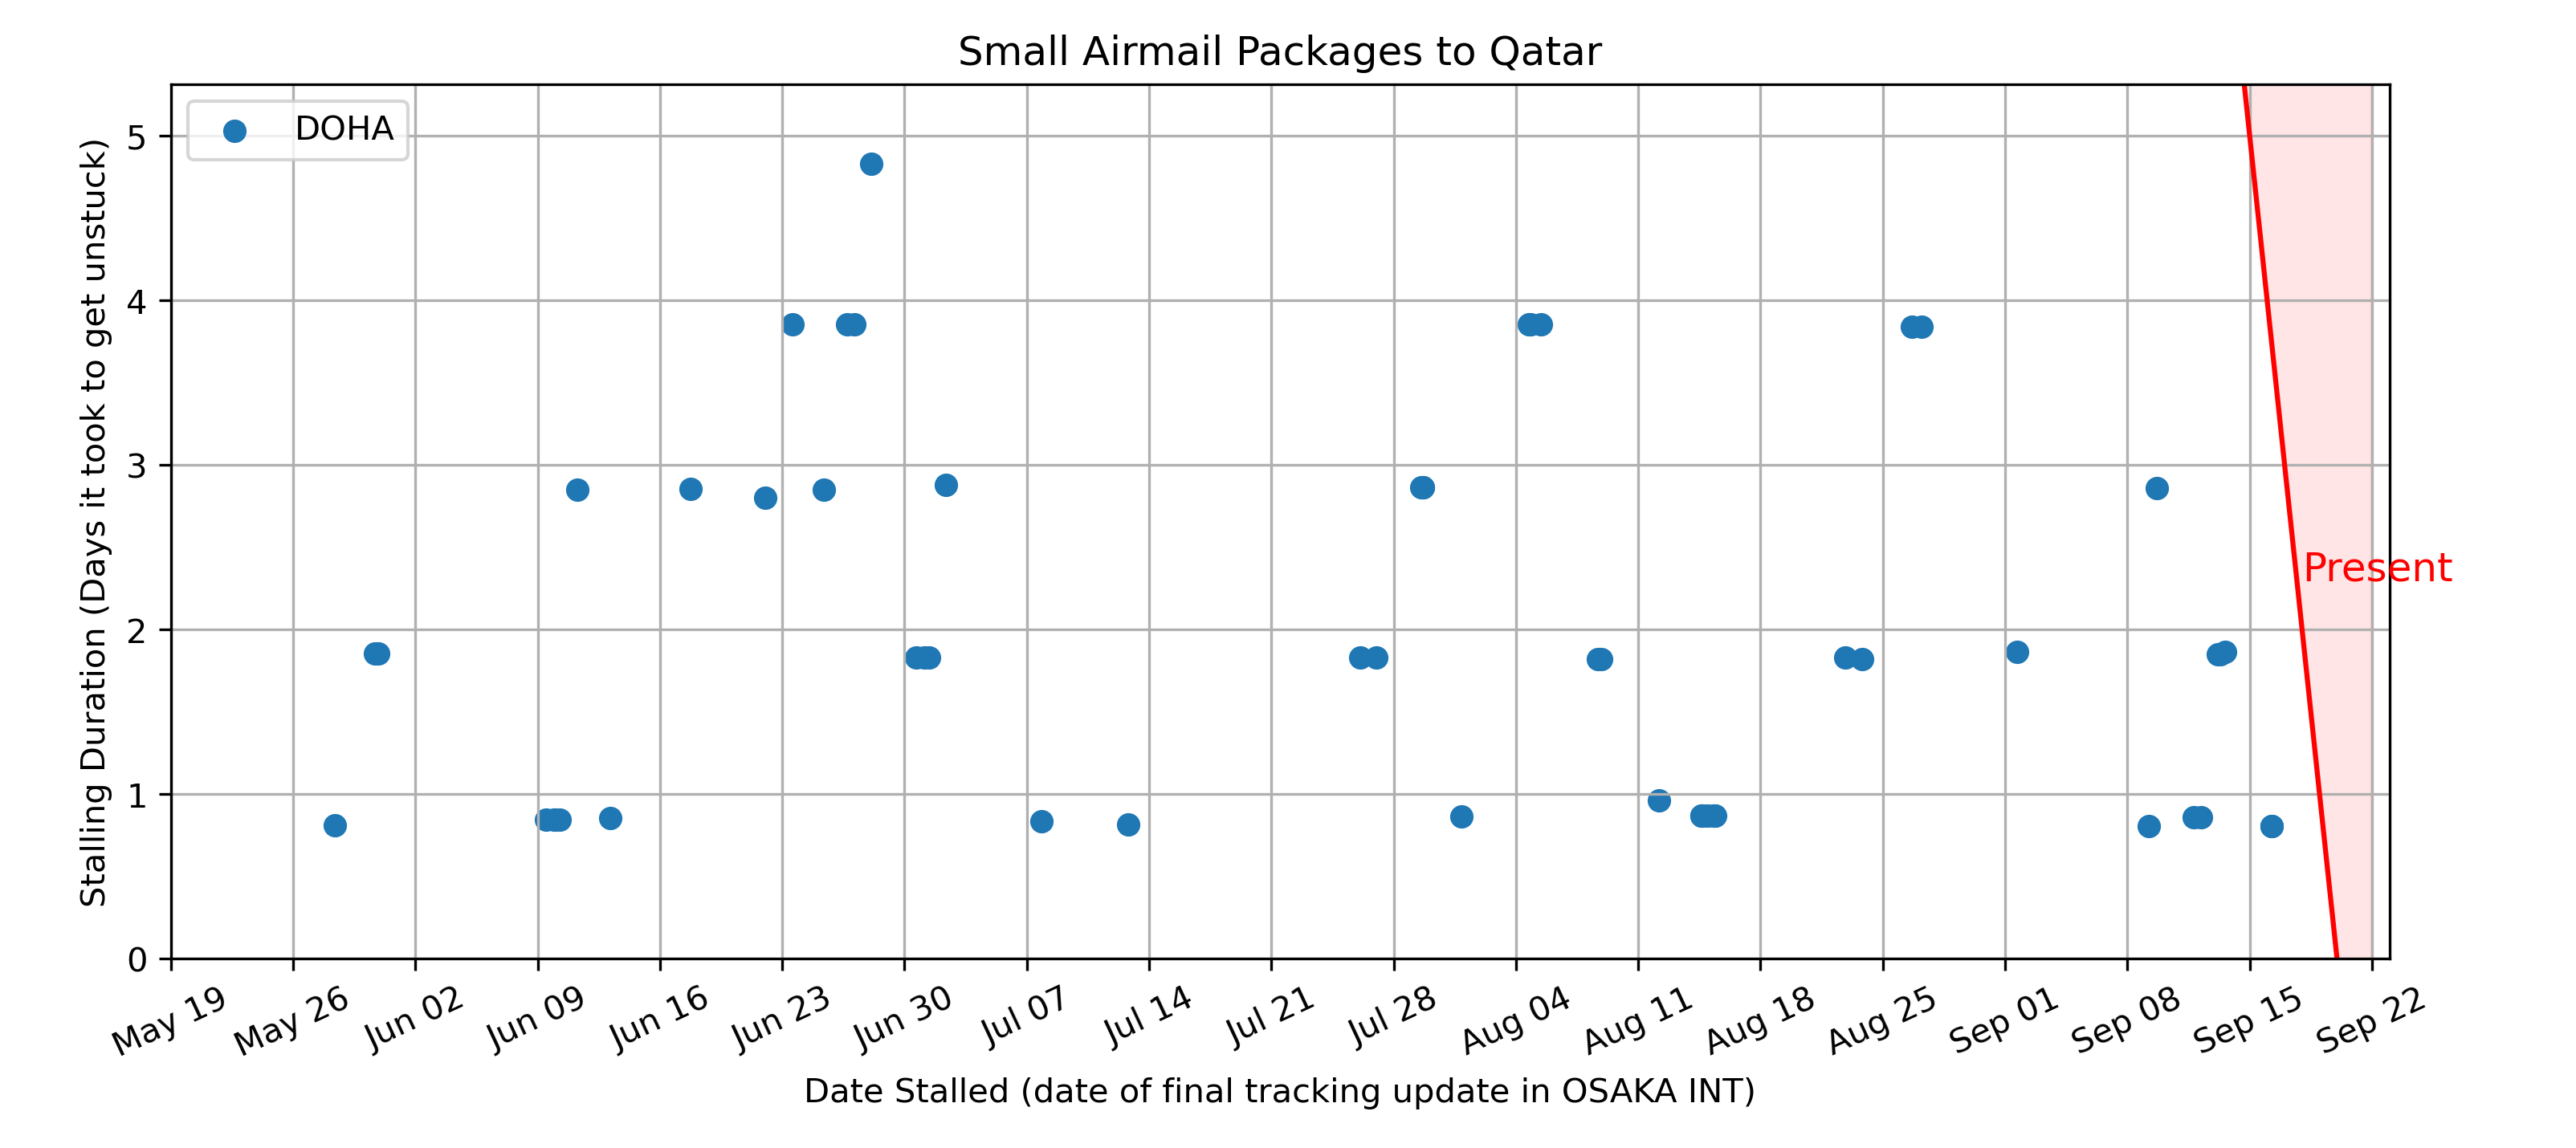 Small Airmail Packages to Qatar
DOHA
Stalling Duration (Days it took to get unstuck)
5
4
3
2
1
0
Present
May 19
May 26
Jun 02
Jun 09
Jun 16
Jun 23
Jun 30
Jul 07
Jul 14
Jul 21
Jul 28
Aug 04
Aug 11
Aug 18
Aug 25
Sep 01
Sep 08
Sep 15
Sep 22
Date Stalled (date of final tracking update in OSAKA INT)